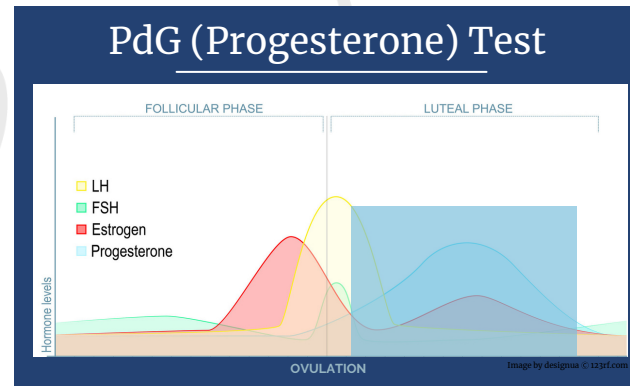 PdG (Progesterone) Test
FOLLICULAR PHASE
LUTEAL PHASE
LH
FSH
Estrogen
Progesterone
Hormone levels
OVULATION
Image by designua © 123rf.com